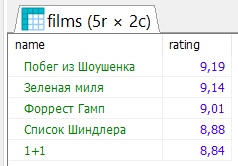 films (5r × 2c)
name rating
Побег из Шоушенка 9,19
Зеленая миля 9,14
Форрест Гамп 9,01
Список Шиндлера 8,88
1+1 8,84